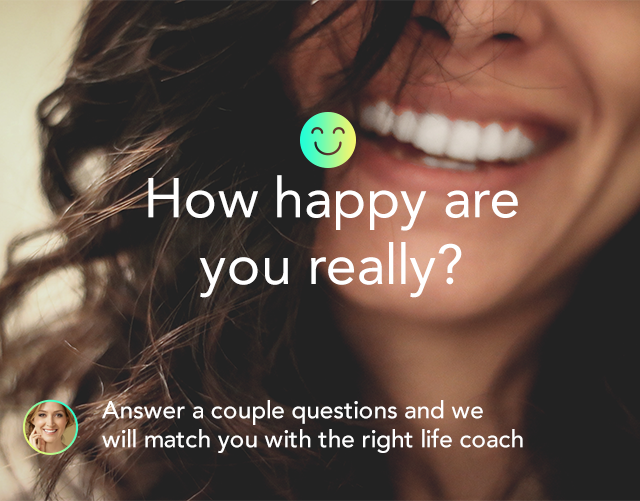 How happy are
you really?
Answer a couple questions and we
will match you with the right life coach